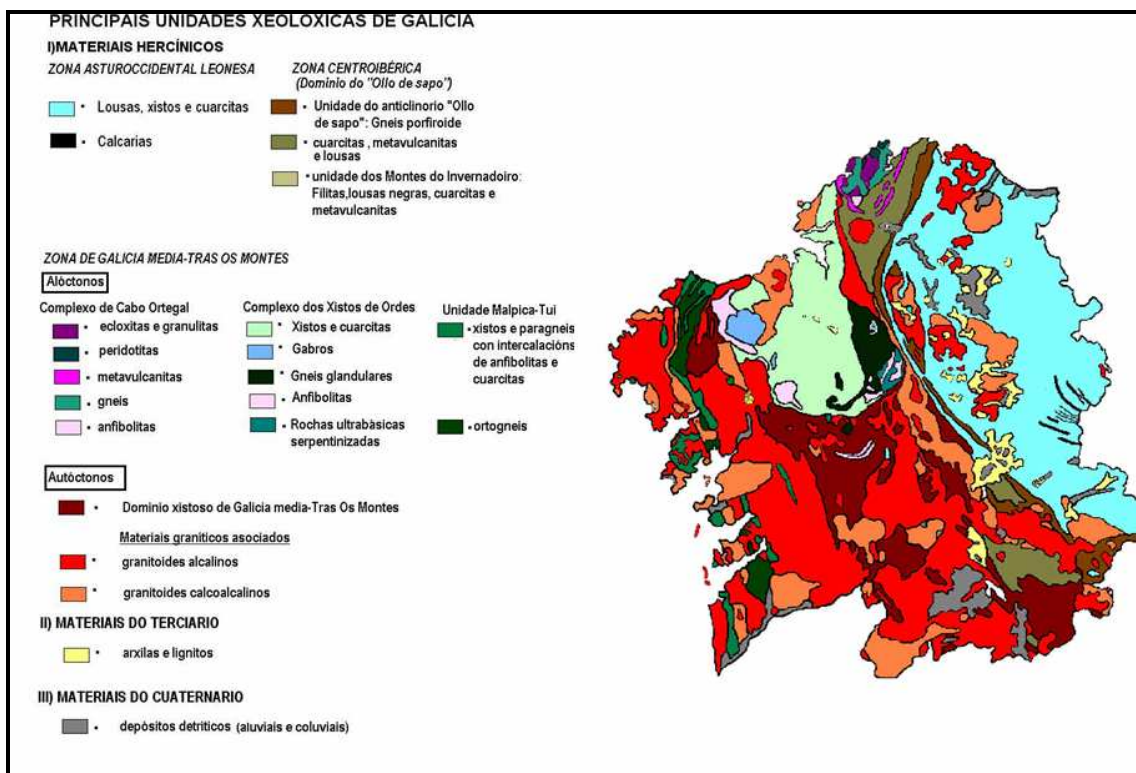 PRINCIPAIS UNIDADES XEOLOXICAS DE GALICIA
I)MATERIAIS HERCÍNICOS
ZONA ASTUROCCIDENTAL LEONESA
Lousas, xistos e cuarcitas
Calcarias
ZONA CENTROIBÉRICA
(Dominio do "Ollo de sapo")
Unidade do anticlinorio "Ollo
de sapo": Gneis porfiroide
cuarcitas , metavulcanitas
e lousas
unidade dos Montes do Invernadoiro:
Filitas,lousas negras, cuarcitas e
metavulcanitas
ZONA DE GALICIA MEDIA-TRAS OS MONTES
Alóctonos
Complexo de Cabo Ortegal
ecloxitas e granulitas
peridotitas
metavulcanitas
gneis
anfibolitas
Complexo dos Xistos de Ordes
Xistos e cuarcitas
Gabros
Gneis glandulares
Anfibolitas
Rochas ultrabásicas
serpentinizadas
Unidade Malpica-Tui
xistos e paragneis
con intercalacións
de anfibolitas e
cuarcitas
ortogneis
Autóctonos
Dominio xistoso de Galicia media-Tras Os Montes
Materiais graníticos asociados
granitoides alcalinos
granitoides calcoalcalinos
II) MATERIAIS DO TERCIARIO
arxilas e lignitos
III) MATERIAIS DO CUATERNARIO
depósitos detríticos (aluviais e coluviais)